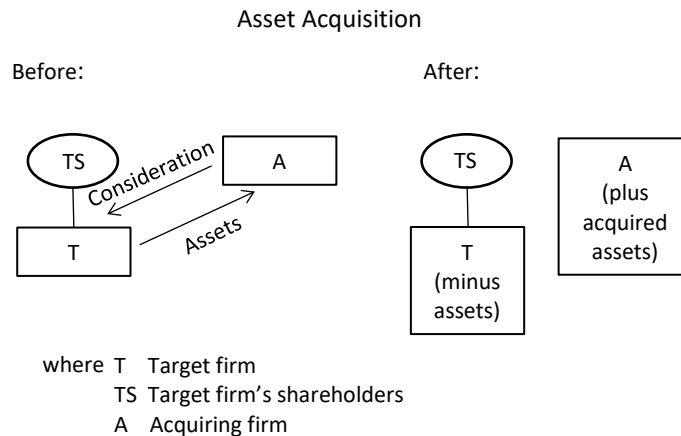 Asset Acquisition
Before:
After:
TS
Consideration
A
Assets
T
TS
T
(minus
assets)
A
(plus
acquired
assets)
where T Target firm
TS Target firm’s shareholders
A Acquiring firm